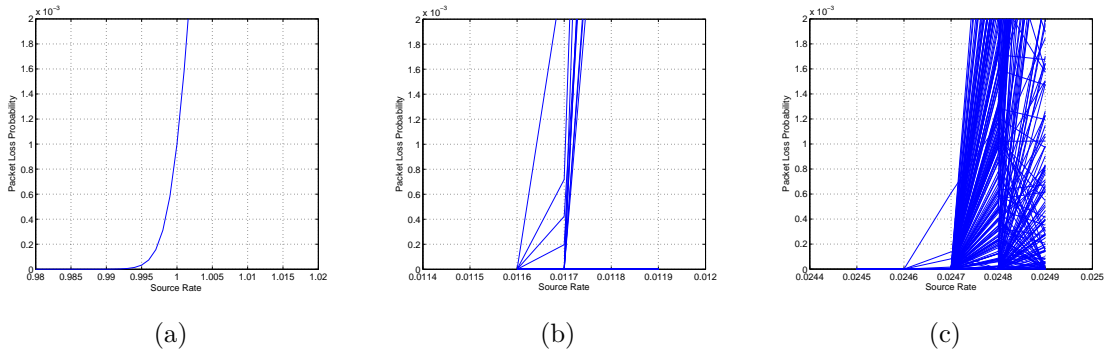 x 10⁻³
2
1.8
1.6
1.4
1.2
1
0.8
0.6
0.4
0.2
0
Packet Loss Probability
0.98 0.985 0.99 0.995 1 1.005 1.01 1.015 1.02
Source Rate
(a)
x 10⁻³
2
1.8
1.6
1.4
1.2
1
0.8
0.6
0.4
0.2
0
Packet Loss Probability
0.0114 0.0115 0.0116 0.0117 0.0118 0.0119 0.012
Source Rate
(b)
x 10⁻³
2
1.8
1.6
1.4
1.2
1
0.8
0.6
0.4
0.2
0
Packet Loss Probability
0.0244 0.0245 0.0246 0.0247 0.0248 0.0249 0.025
Source Rate
(c)